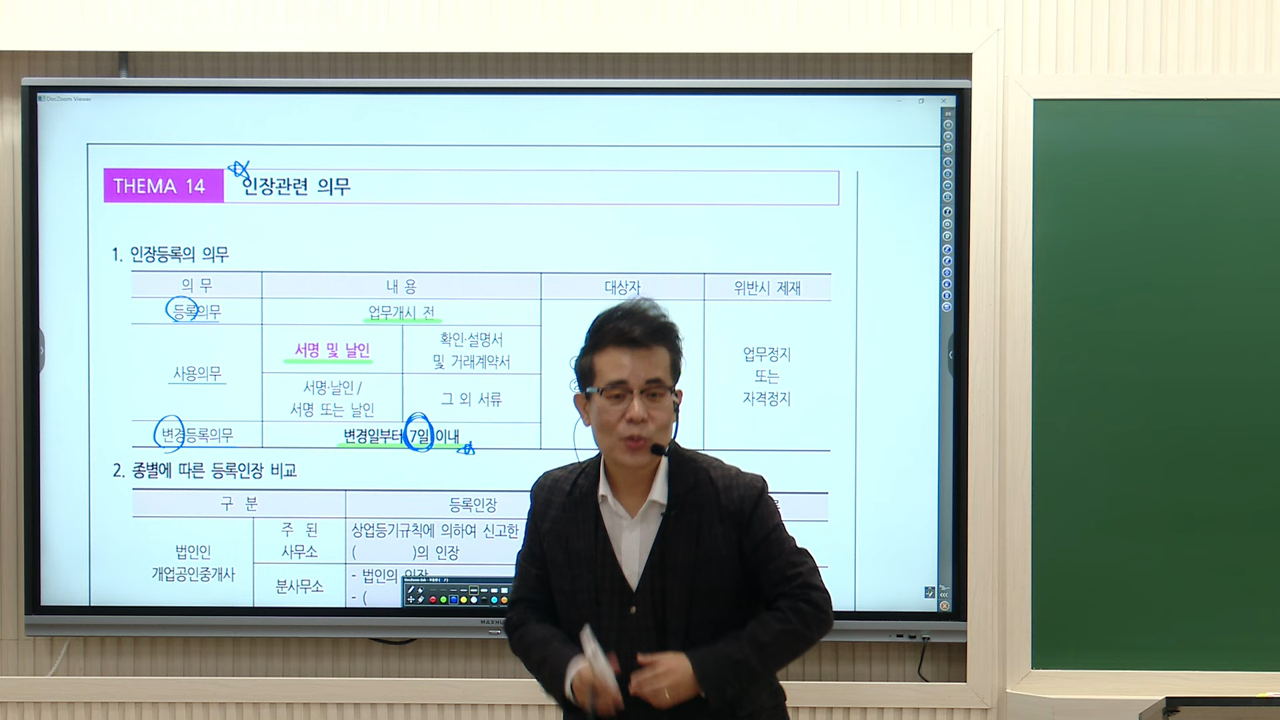 DocZoom Viewer
THEMA 14 인장관련 의무
1. 인장등록의 의무
의 무 내 용 대상자 위반시 제재
등록의무 업무개시 전
사용의무 서명 및 날인 확인·설명서
및 거래계약서
서명·날인 /
서명 또는 날인 그 외 서류
업무정지
또는
자격정지
변경등록의무 변경일부터 7일 이내
2. 종별에 따른 등록인장 비교
구 분 등록인장
법인인
개업공인중개사
주 된
사무소
상업등기규칙에 의하여 신고한
( )의 인장
분사무소
- 법인의 인장
- (